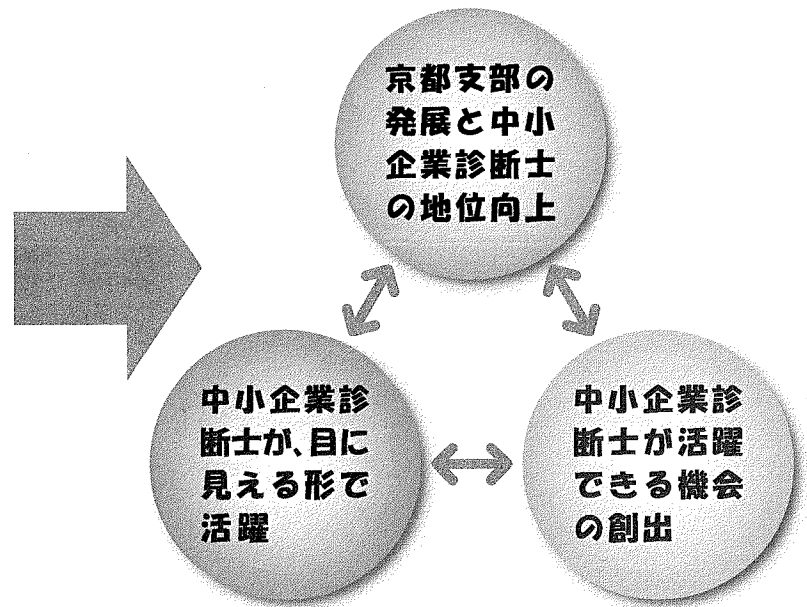 京都支部の
発展と中小
企業診断士
の地位向上
中小企業診
断士が、目に
見える形で
活躍
中小企業診
断士が活躍
できる機会
の創出